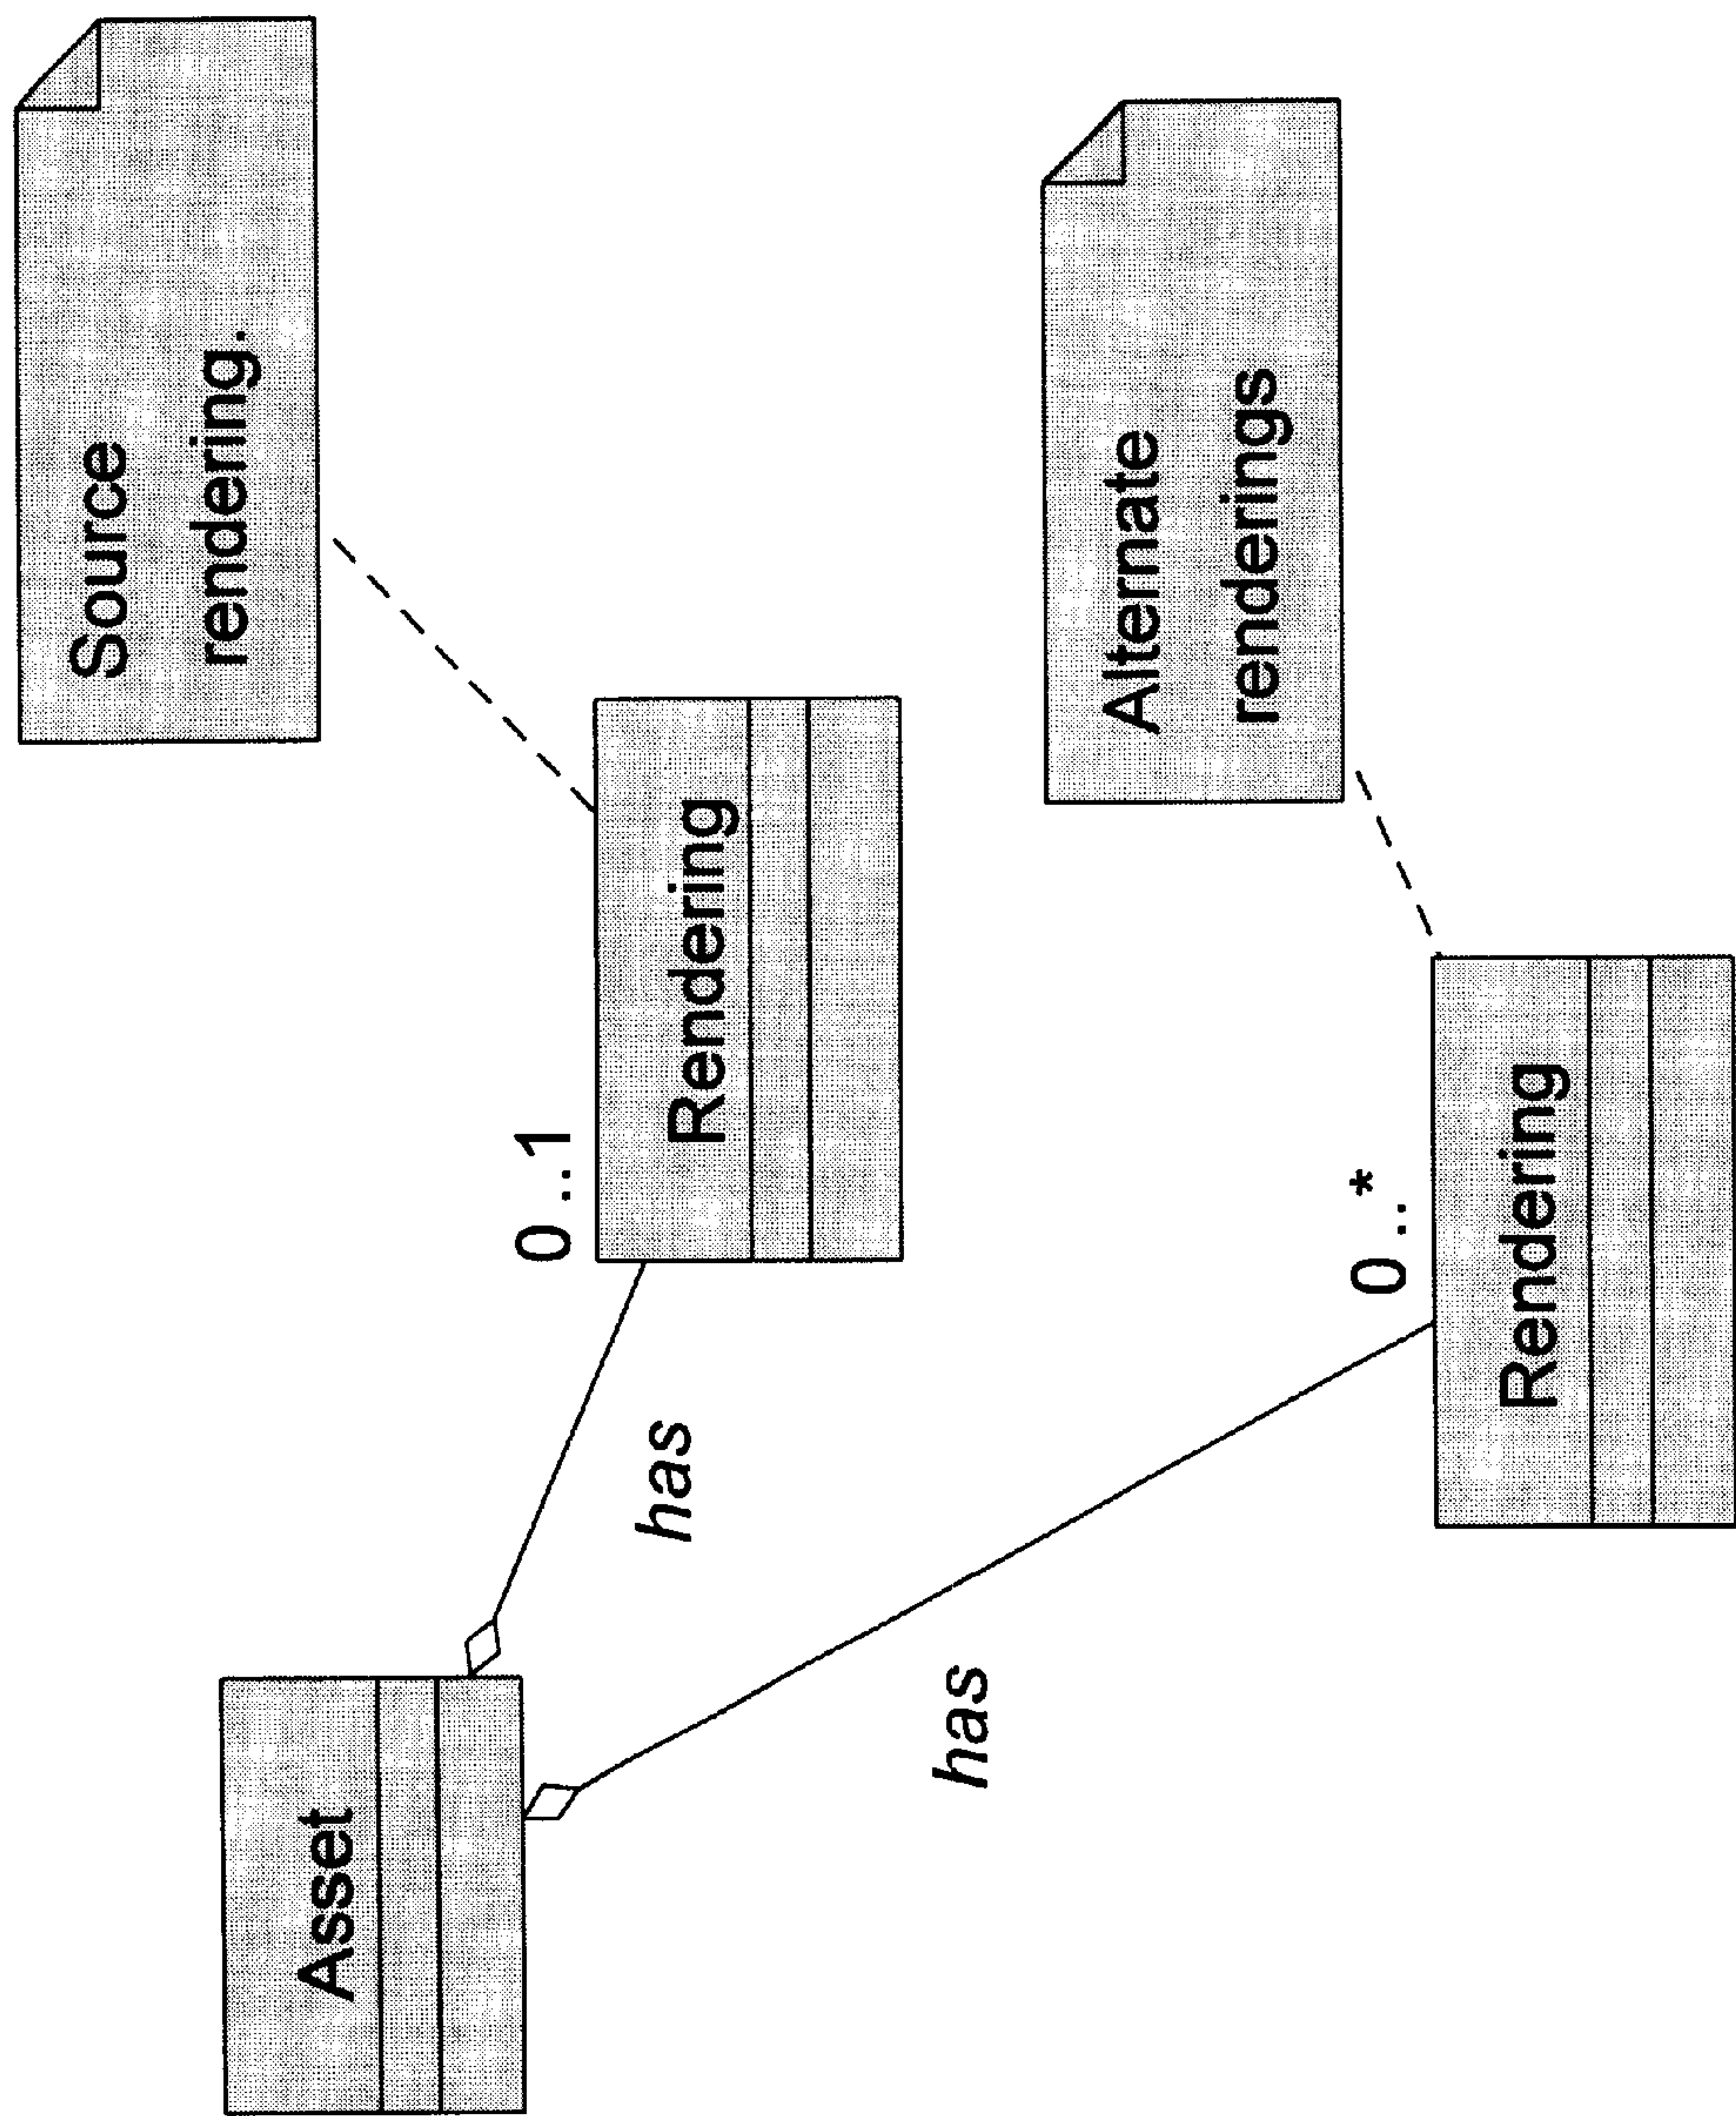 Source
rendering.
Asset
0..1
Rendering
has
Alternate
renderings
has
0..*
Rendering